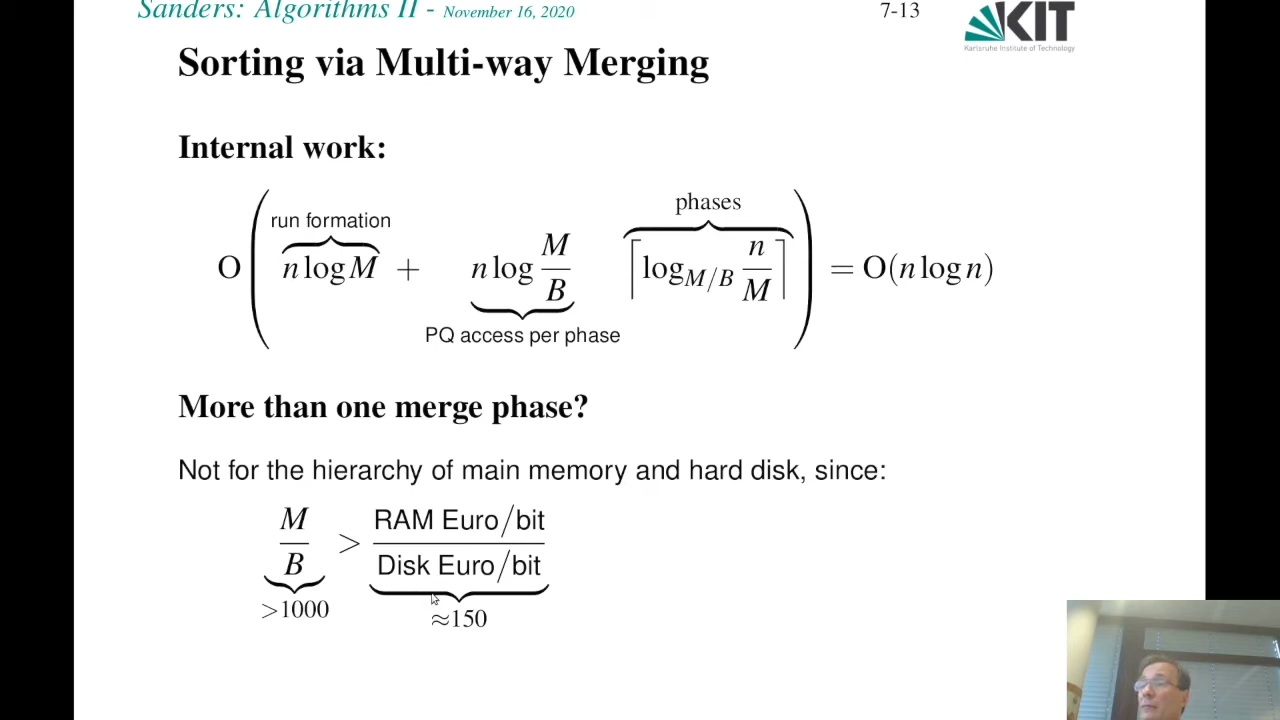 Sanders: Algorithms II - November 16, 2020 7-13
KIT
Karlsruhe Institute of Technology
Sorting via Multi-way Merging
Internal work:
O ( n log M + n log M/B ⌈log_{M/B} n/M⌉ ) = O(n log n)
run formation
PQ access per phase
phases
More than one merge phase?
Not for the hierarchy of main memory and hard disk, since:
M/B > RAM Euro/bit / Disk Euro/bit
>1000
≈150